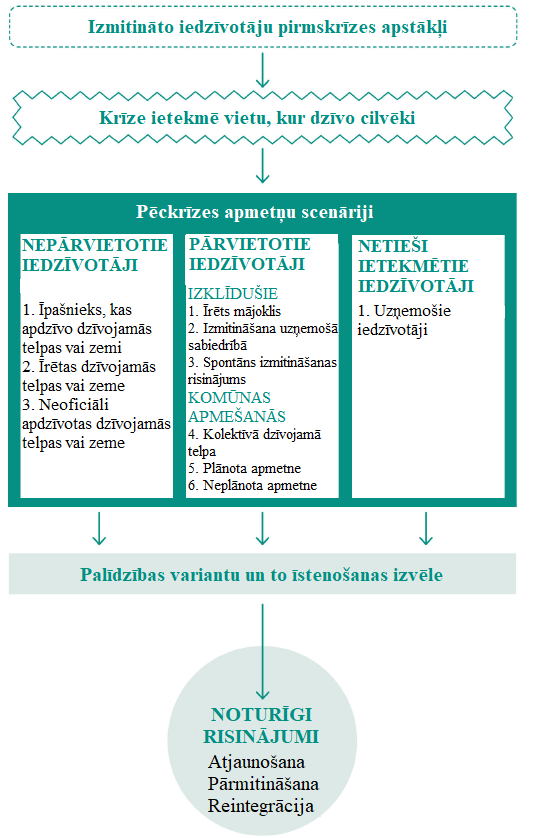 Izmitināto iedzīvotāju pirmskrīzes apstākļi
Krīze ietekmē vietu, kur dzīvo cilvēki
Pēckrīzes apmetņu scenāriji
NEPĀRVIETOTIE
IEDZĪVOTĀJI
1. Īpašnieks, kas
apdzīvo dzīvojamās
telpas vai zemi
2. Īrētas dzīvojamās
telpas vai zeme
3. Neoficiāli
apdzīvotas dzīvojamās
telpas vai zeme
PĀRVIETOTIE
IEDZĪVOTĀJI
IZKLĪDUŠIE
1. Īrēts mājoklis
2. Izmitināšana uzņemošā
sabiedrībā
3. Spontāns izmitināšanas
risinājums
KOMŪNAS
APMEŠANĀS
4. Kolektīvā dzīvojamā
telpa
5. Plānota apmetne
6. Neplānota apmetne
NETIEŠI
IETEKMĒTIE
IEDZĪVOTĀJI
1. Uzņemošie
iedzīvotāji
Palīdzības variantu un to īstenošanas izvēle
NOTURĪGI
RISINĀJUMI
Atjaunošana
Pārmitināšana
Reintegrācija